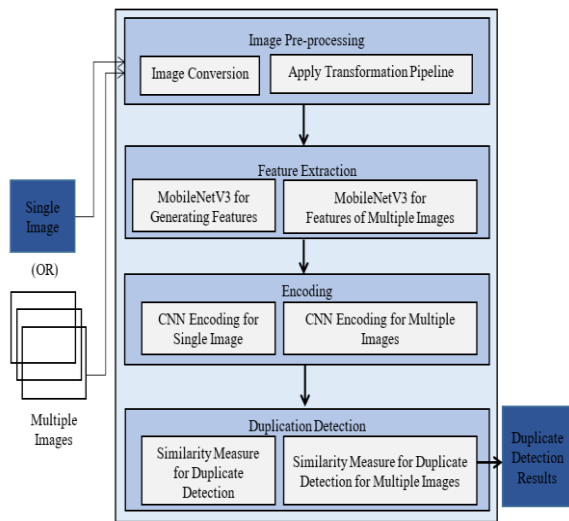 Image Pre-processing
Image Conversion
Apply Transformation Pipeline
Feature Extraction
MobileNetV3 for
Generating Features
MobileNetV3 for
Features of Multiple Images
Single
Image
(OR)
Multiple
Images
Encoding
CNN Encoding for
Single Image
CNN Encoding for Multiple
Images
Duplication Detection
Similarity Measure
for Duplicate
Detection
Similarity Measure for Duplicate
Detection for Multiple Images
Duplicate
Detection
Results